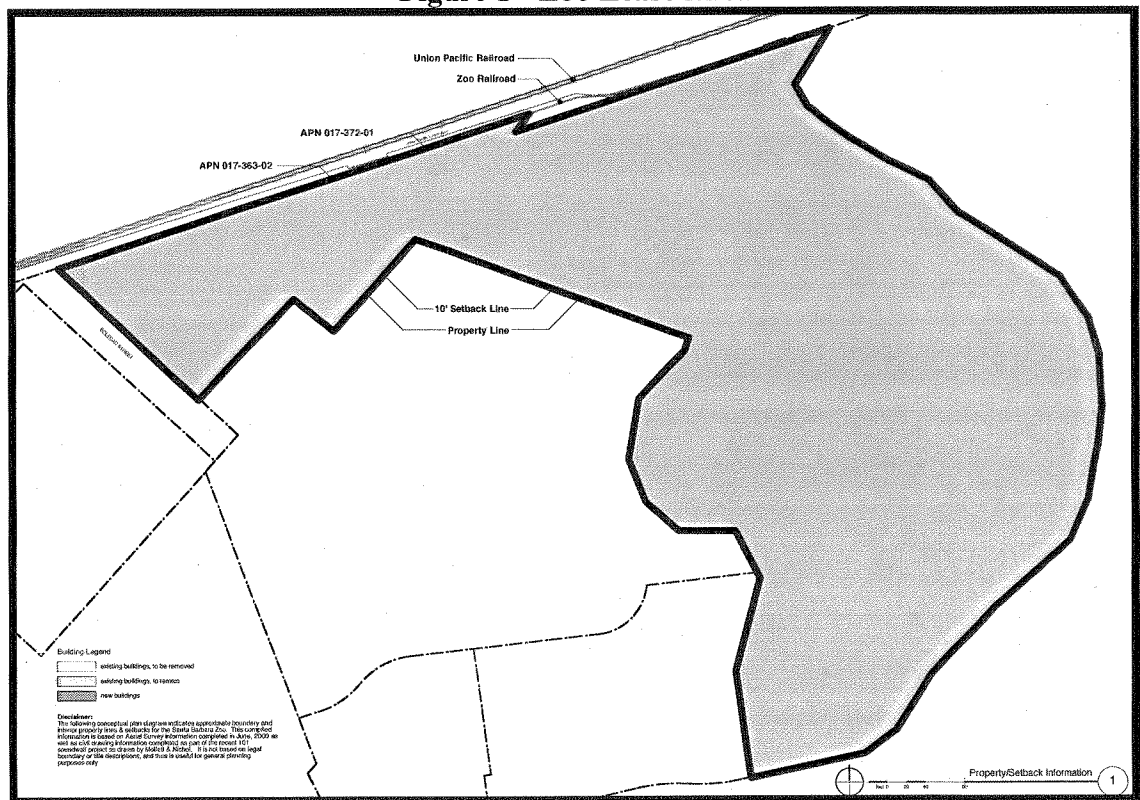 Union Pacific Railroad
Zoo Railroad
APN 017-372-01
APN 017-363-02
10' Setback Line
Property Line
Building Legend
existing buildings, to be removed
existing buildings, to remain
new buildings
Disclaimer:
The following conceptual plan diagram indicates approximate boundary and
interior property lines & setbacks for the Santa Barbara Zoo. This compiled
information is based on Aerial Survey information completed in June, 2000 as
well as civil drawing information completed as part of the recent 101
soundwall project as drawn by Moffatt & Nichol. It is not based on legal
boundary or title descriptions, and thus is useful for general planning
purposes only
Property/Setback Information
1
feet 0 20 40